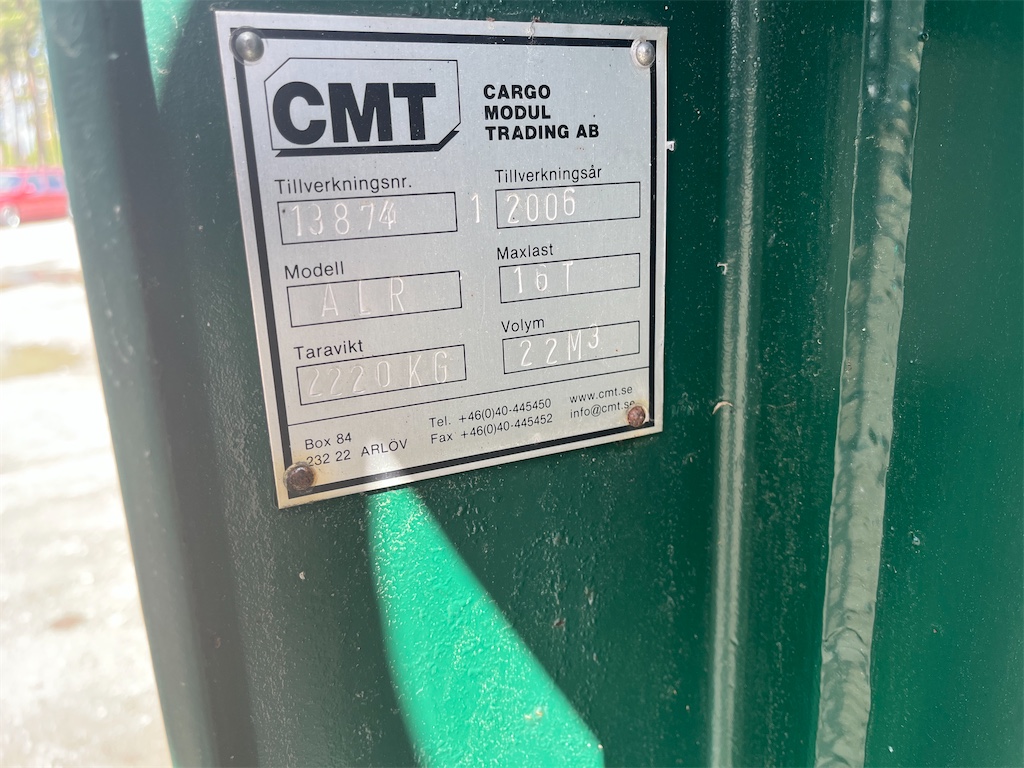 CMT
CARGO
MODUL
TRADING AB
Tillverkningsnr.
13874 1
Tillverkningsår
2006
Modell
ALR
Maxlast
16T
Taravikt
2220KG
Volym
22M3
Box 84
232 22 ARLÖV
Tel. +46(0)40-445450
Fax +46(0)40-445452
www.cmt.se
info@cmt.se